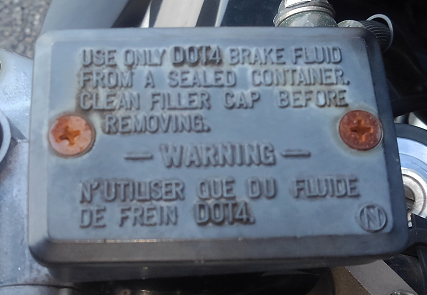 USE ONLY DOT4 BRAKE FLUID
FROM A SEALED CONTAINER.
CLEAN FILLER CAP BEFORE
REMOVING.
— WARNING —
N'UTILISER QUE DU FLUIDE
DE FREIN DOT4.
N